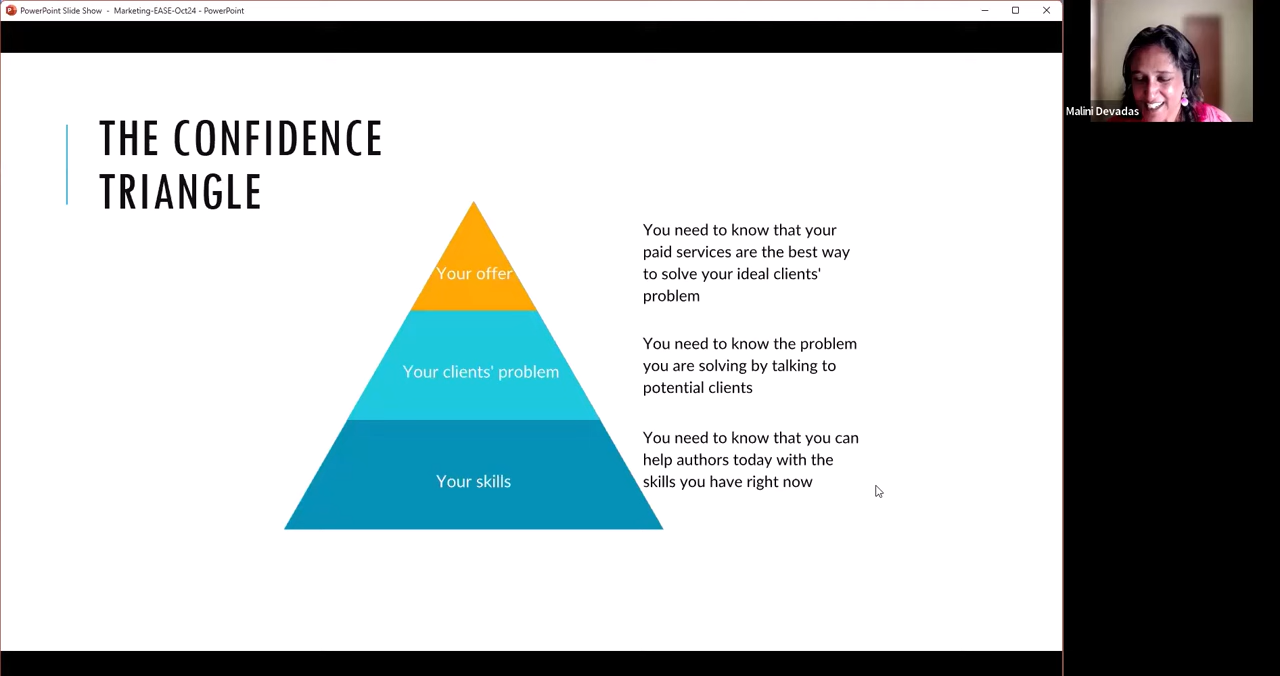 PowerPoint Slide Show - Marketing-EASE-Oct24 - PowerPoint
Malini Devadas
THE CONFIDENCE
TRIANGLE
Your offer
You need to know that your
paid services are the best way
to solve your ideal clients'
problem
Your clients' problem
You need to know the problem
you are solving by talking to
potential clients
Your skills
You need to know that you can
help authors today with the
skills you have right now